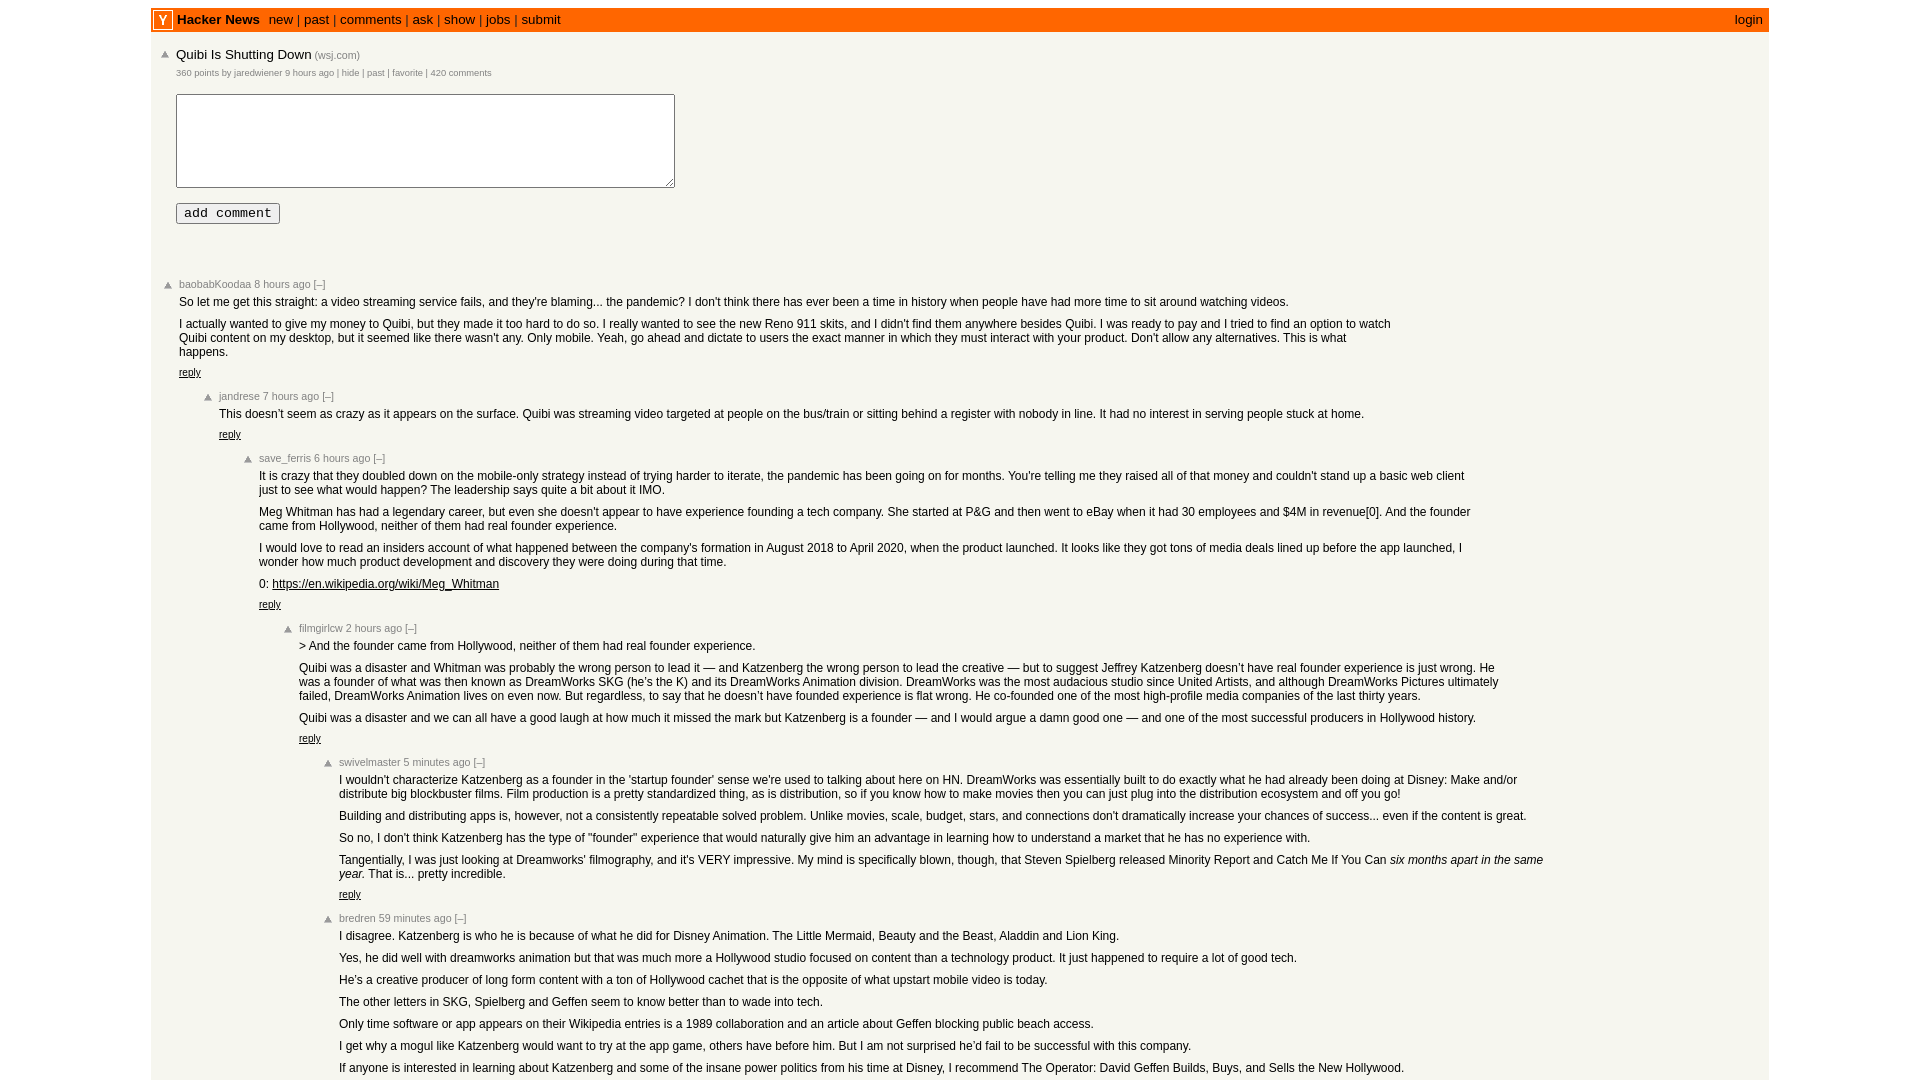 Y Hacker News new | past | comments | ask | show | jobs | submit login
Quibi Is Shutting Down (wsj.com)
360 points by jaredwiener 9 hours ago | hide | past | favorite | 420 comments
add comment
baobabKoodaa 8 hours ago [–]
So let me get this straight: a video streaming service fails, and they're blaming... the pandemic? I don't think there has ever been a time in history when people have had more time to sit around watching videos.
I actually wanted to give my money to Quibi, but they made it too hard to do so. I really wanted to see the new Reno 911 skits, and I didn't find them anywhere besides Quibi. I was ready to pay and I tried to find an option to watch
Quibi content on my desktop, but it seemed like there wasn't any. Only mobile. Yeah, go ahead and dictate to users the exact manner in which they must interact with your product. Don't allow any alternatives. This is what
happens.
reply
jandrese 7 hours ago [–]
This doesn’t seem as crazy as it appears on the surface. Quibi was streaming video targeted at people on the bus/train or sitting behind a register with nobody in line. It had no interest in serving people stuck at home.
reply
save_ferris 6 hours ago [–]
It is crazy that they doubled down on the mobile-only strategy instead of trying harder to iterate, the pandemic has been going on for months. You're telling me they raised all of that money and couldn't stand up a basic web client
just to see what would happen? The leadership says quite a bit about it IMO.
Meg Whitman has had a legendary career, but even she doesn't appear to have experience founding a tech company. She started at P&G and then went to eBay when it had 30 employees and $4M in revenue[0]. And the founder
came from Hollywood, neither of them had real founder experience.
I would love to read an insiders account of what happened between the company's formation in August 2018 to April 2020, when the product launched. It looks like they got tons of media deals lined up before the app launched, I
wonder how much product development and discovery they were doing during that time.
0: https://en.wikipedia.org/wiki/Meg_Whitman
reply
filmgirlcw 2 hours ago [–]
> And the founder came from Hollywood, neither of them had real founder experience.
Quibi was a disaster and Whitman was probably the wrong person to lead it — and Katzenberg the wrong person to lead the creative — but to suggest Jeffrey Katzenberg doesn’t have real founder experience is just wrong. He
was a founder of what was then known as DreamWorks SKG (he’s the K) and its DreamWorks Animation division. DreamWorks was the most audacious studio since United Artists, and although DreamWorks Pictures ultimately
failed, DreamWorks Animation lives on even now. But regardless, to say that he doesn’t have founded experience is flat wrong. He co-founded one of the most high-profile media companies of the last thirty years.
Quibi was a disaster and we can all have a good laugh at how much it missed the mark but Katzenberg is a founder — and I would argue a damn good one — and one of the most successful producers in Hollywood history.
reply
swivelmaster 5 minutes ago [–]
I wouldn't characterize Katzenberg as a founder in the 'startup founder' sense we're used to talking about here on HN. DreamWorks was essentially built to do exactly what he had already been doing at Disney: Make and/or
distribute big blockbuster films. Film production is a pretty standardized thing, as is distribution, so if you know how to make movies then you can just plug into the distribution ecosystem and off you go!
Building and distributing apps is, however, not a consistently repeatable solved problem. Unlike movies, scale, budget, stars, and connections don't dramatically increase your chances of success... even if the content is great.
So no, I don't think Katzenberg has the type of "founder" experience that would naturally give him an advantage in learning how to understand a market that he has no experience with.
Tangentially, I was just looking at Dreamworks' filmography, and it's VERY impressive. My mind is specifically blown, though, that Steven Spielberg released Minority Report and Catch Me If You Can six months apart in the same
year. That is... pretty incredible.
reply
bredren 59 minutes ago [–]
I disagree. Katzenberg is who he is because of what he did for Disney Animation. The Little Mermaid, Beauty and the Beast, Aladdin and Lion King.
Yes, he did well with dreamworks animation but that was much more a Hollywood studio focused on content than a technology product. It just happened to require a lot of good tech.
He’s a creative producer of long form content with a ton of Hollywood cachet that is the opposite of what upstart mobile video is today.
The other letters in SKG, Spielberg and Geffen seem to know better than to wade into tech.
Only time software or app appears on their Wikipedia entries is a 1989 collaboration and an article about Geffen blocking public beach access.
I get why a mogul like Katzenberg would want to try at the app game, others have before him. But I am not surprised he’d fail to be successful with this company.
If anyone is interested in learning about Katzenberg and some of the insane power politics from his time at Disney, I recommend The Operator: David Geffen Builds, Buys, and Sells the New Hollywood.